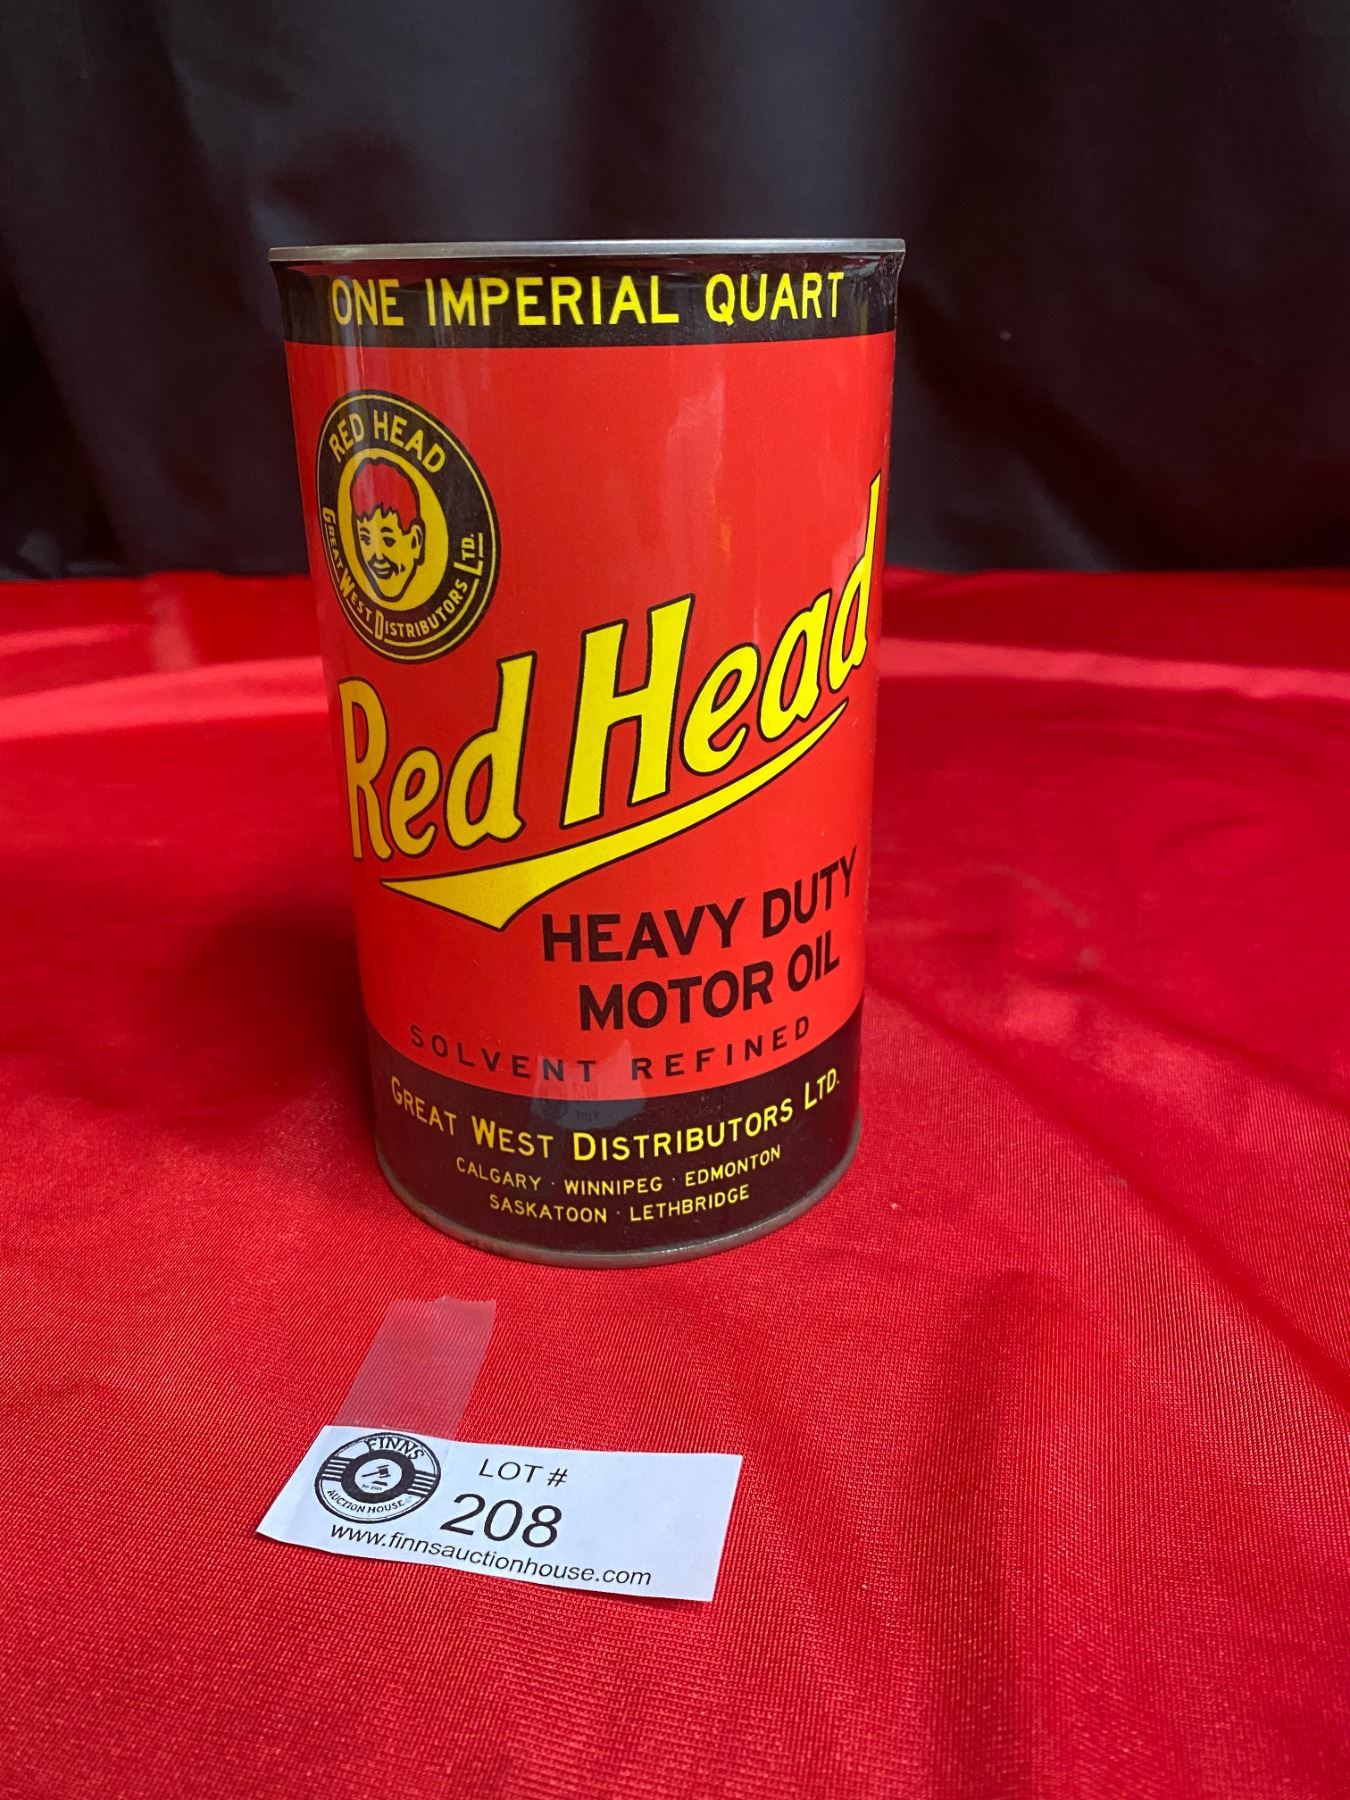 ONE IMPERIAL QUART
RED HEAD
GREAT WEST DISTRIBUTORS LTD.
Red Head
HEAVY DUTY
MOTOR OIL
SOLVENT REFINED
GREAT WEST DISTRIBUTORS LTD.
CALGARY · WINNIPEG · EDMONTON
SASKATOON · LETHBRIDGE
FINNS
AUCTION HOUSE
LOT #
208
www.finnsauctionhouse.com